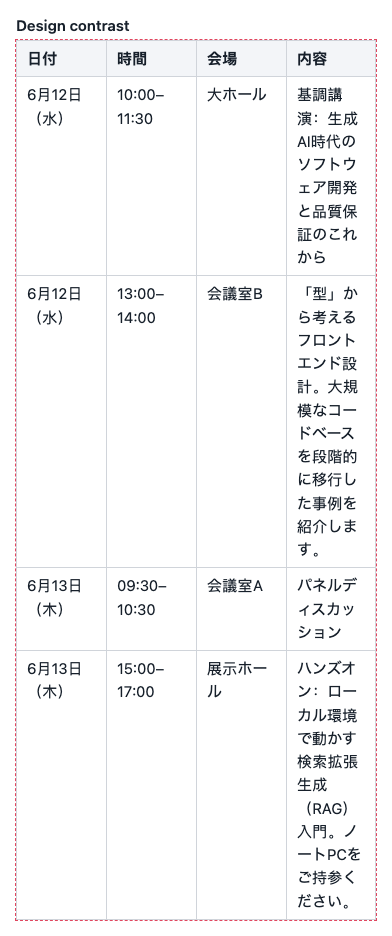 Design contrast
日付 時間 会場 内容
6月12日
（水）
10:00–
11:30
大ホール
基調講
演：生成
AI時代の
ソフトウ
ェア開発
と品質保
証のこれ
から
6月12日
（水）
13:00–
14:00
会議室B
「型」か
ら考える
フロント
エンド設
計。大規
模なコー
ドベース
を段階的
に移行し
た事例を
紹介しま
す。
6月13日
（木）
09:30–
10:30
会議室A
パネルデ
ィスカッ
ション
6月13日
（木）
15:00–
17:00
展示ホー
ル
ハンズオ
ン：ロー
カル環境
で動かす
検索拡張
生成
（RAG）
入門。ノ
ートPCを
ご持参く
ださい。